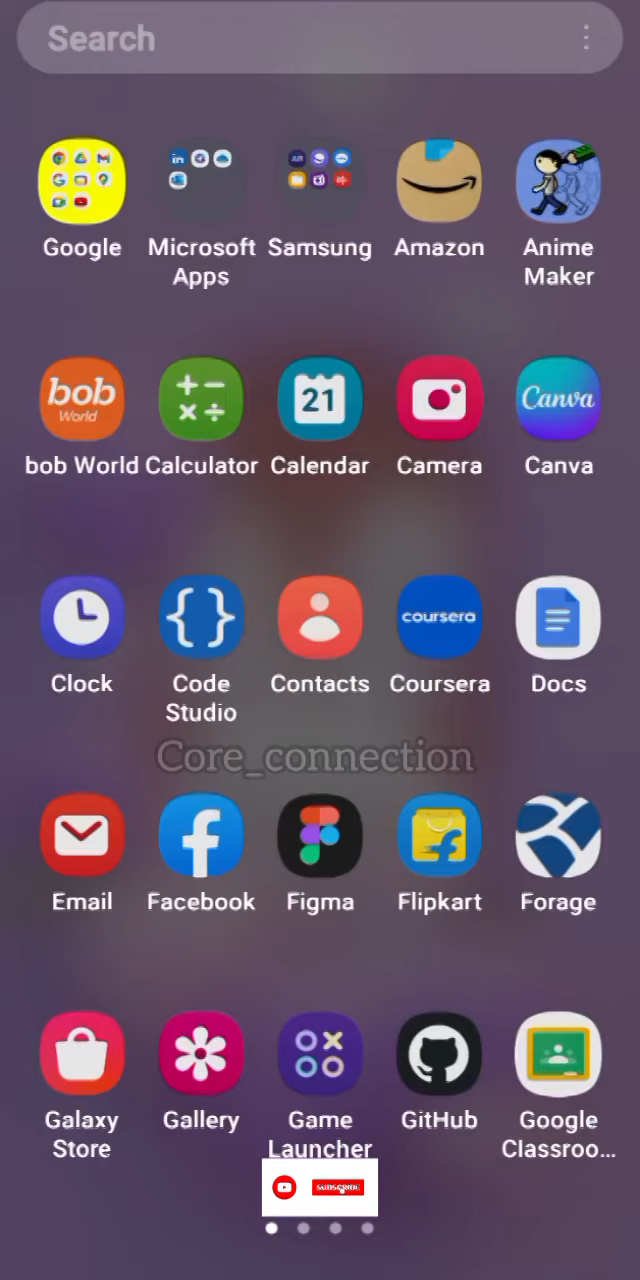 Search
Google
Microsoft Apps
Samsung
Amazon
Anime Maker
bob World
bob World
Calculator
21
Calendar
Camera
Canva
Canva
Clock
Code Studio
Contacts
coursera
Coursera
Docs
Core_connection
Email
Facebook
Figma
Flipkart
Forage
Galaxy Store
Gallery
Game Launcher
GitHub
Google Classroo...
SUBSCRIBE